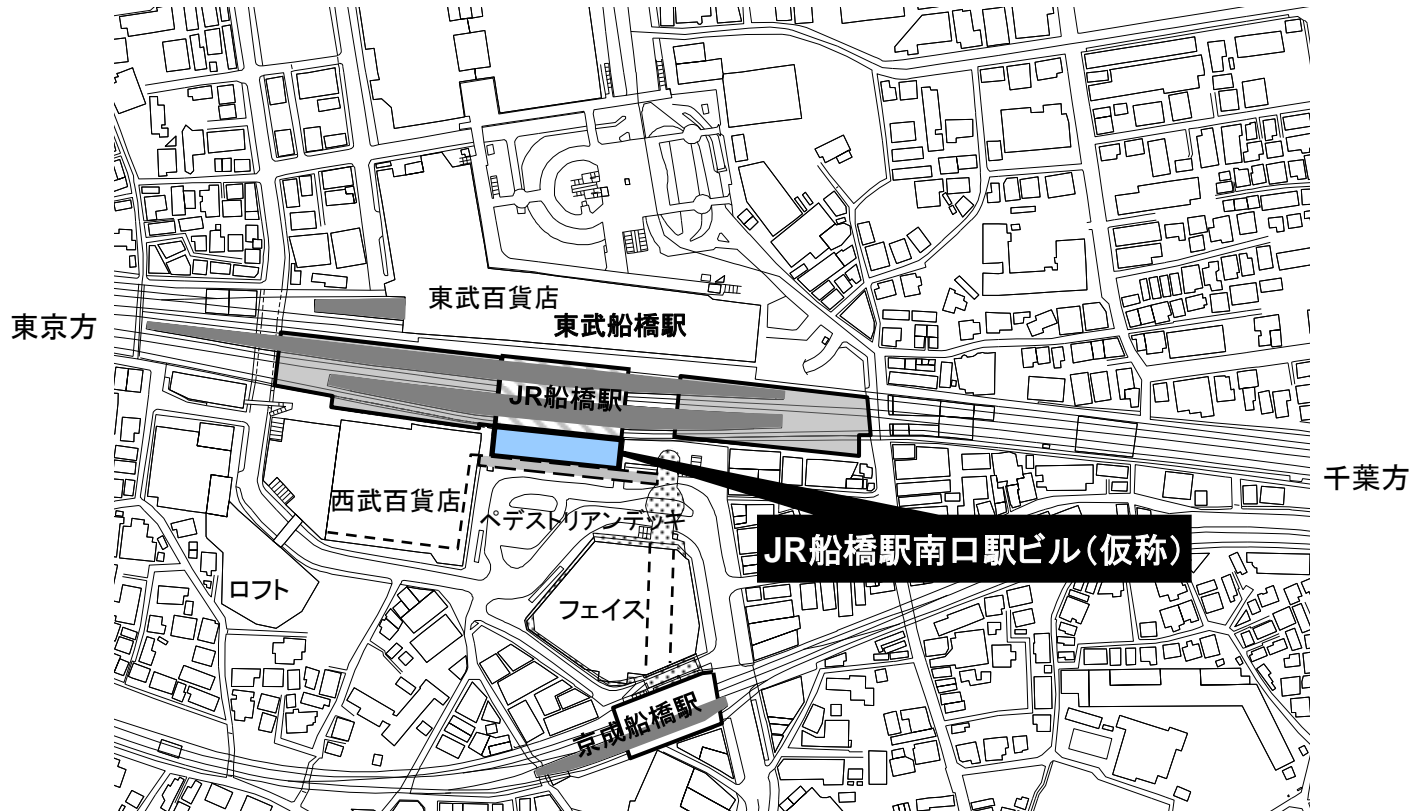 東武百貨店
東武船橋駅
東京方
JR船橋駅
千葉方
西武百貨店
ペデストリアンデッキ
JR船橋駅南口駅ビル(仮称)
ロフト
フェイス
京成船橋駅